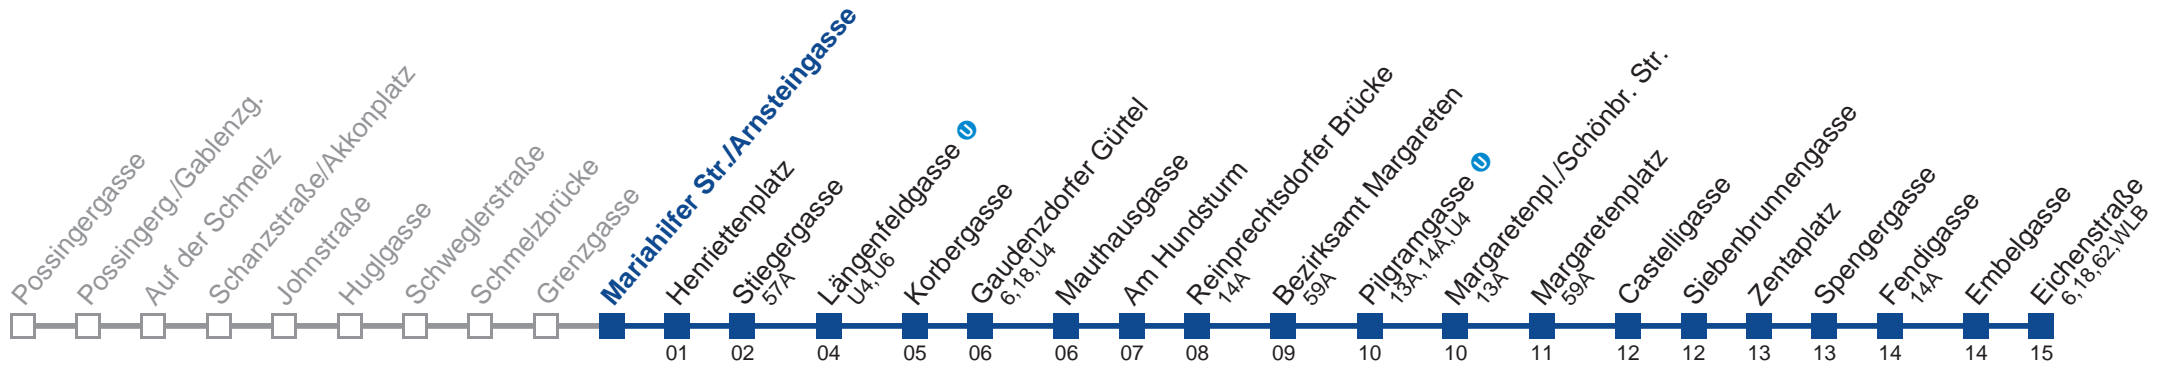 Possingergasse
Possingerg./Gablenzg.
Auf der Schmelz
Schanzstraße/Akkonplatz
Johnstraße
Huglgasse
Schweglerstraße
Schmelzbrücke
Grenzgasse
Mariahilfer Str./Arnsteingasse
Henriettenplatz
01
Stiegergasse
57A
02
Längenfeldgasse U
U4, U6
04
Korbergasse
05
Gaudenzdorfer Gürtel
6, 18, U4
06
Mauthausgasse
06
Am Hundsturm
07
Reinprechtsdorfer Brücke
14A
08
Bezirksamt Margareten
59A
09
Pilgramgasse U
13A, 14A, U4
10
Margaretenpl./Schönbr. Str.
13A
10
Margaretenplatz
59A
11
Castelligasse
12
Siebenbrunnengasse
12
Zentaplatz
13
Spengergasse
13
Fendigasse
14A
14
Embelgasse
14
Eichenstraße
6, 18, 62, WLB
15